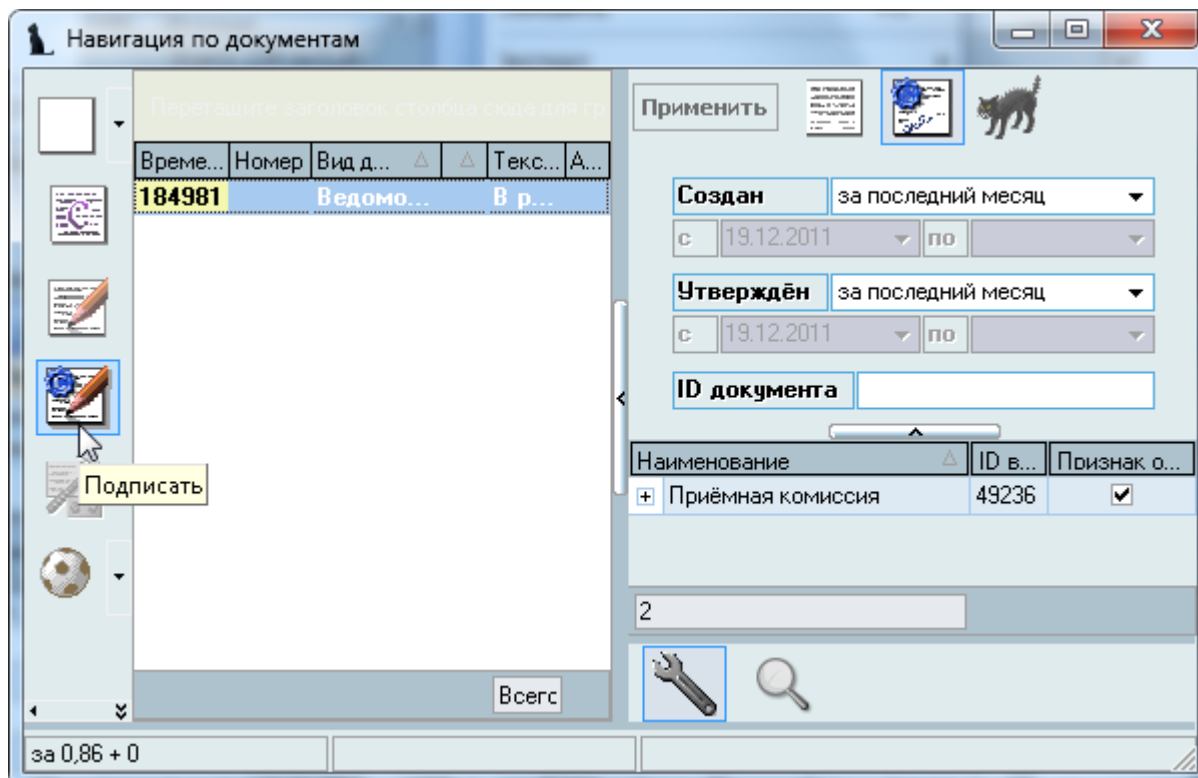 Навигация по документам
Перетащите заголовок столбца сюда для гр
Време... Номер Вид д... Текс... А...
184981 Ведомо... В р...
Подписать
Всегс
за 0,86 + 0
Применить
Создан за последний месяц
с 19.12.2011 по
Утверждён за последний месяц
с 19.12.2011 по
ID документа
Наименование ID в... Признак о...
Приёмная комиссия 49236
2